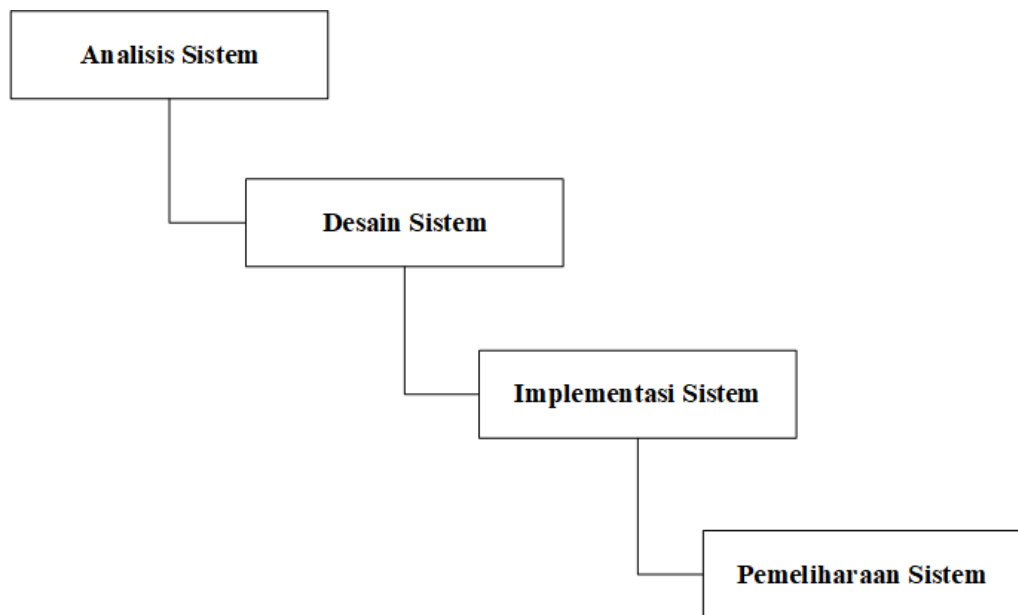 Analisis Sistem
Desain Sistem
Implementasi Sistem
Pemeliharaan Sistem